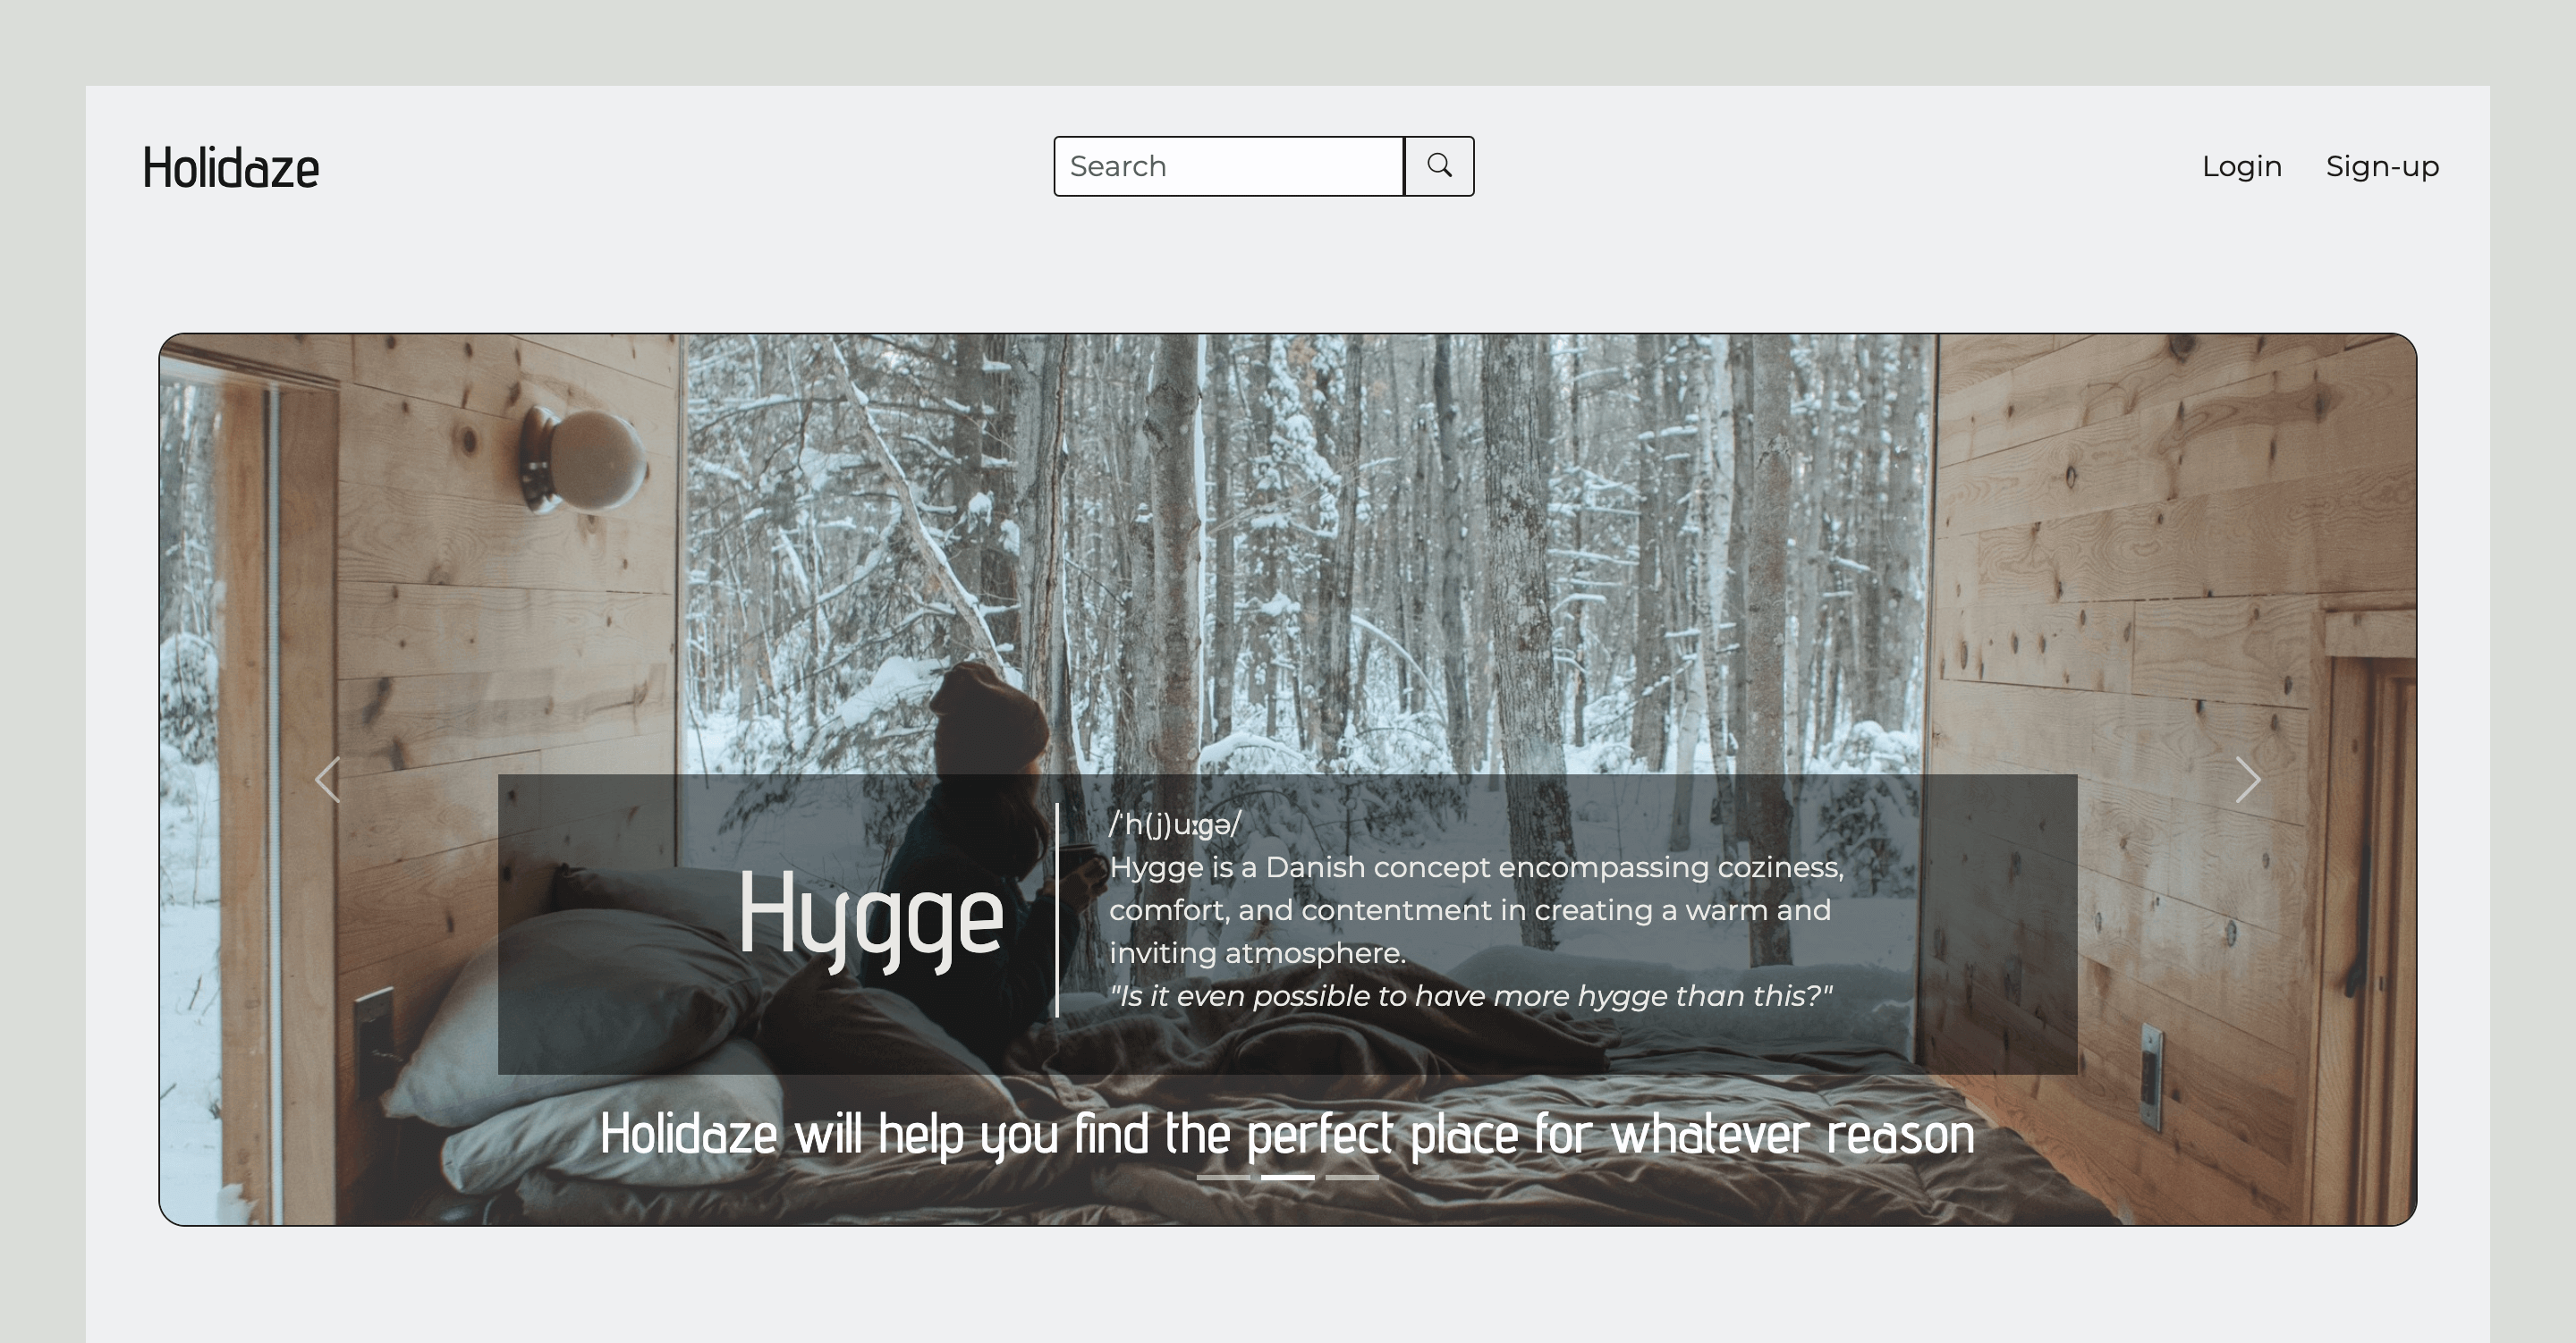 Holidaze
Search
Login
Sign-up
/ˈh(j)uːɡə/
Hygge is a Danish concept encompassing coziness,
comfort, and contentment in creating a warm and
inviting atmosphere.
"Is it even possible to have more hygge than this?"
Hygge
Holidaze will help you find the perfect place for whatever reason